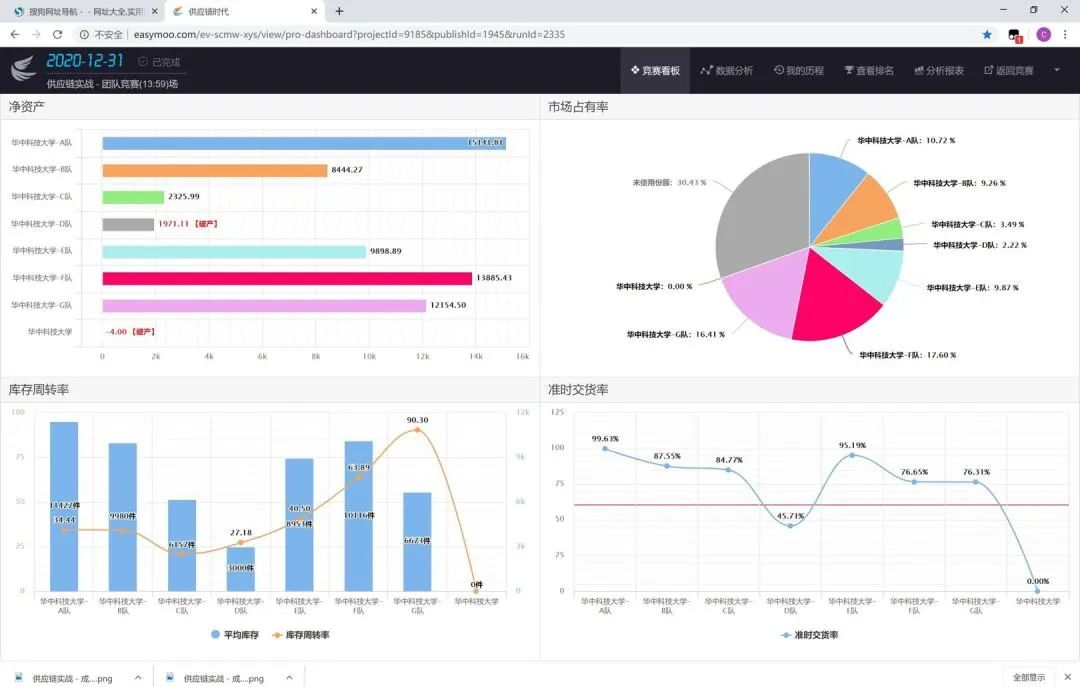 搜狗网址导航 - - 网址大全,实用
供应链时代
不安全
easymoo.com/ev-scmw-xys/view/pro-dashboard?projectId=9185&publishId=1945&runId=2335
2020-12-31
已完成
供应链实战 - 团队竞赛(13:59)场
竞赛看板
数据分析
我的历程
查看排名
分析报表
返回竞赛
净资产
华中科技大学-A队
15141.81
华中科技大学-B队
8444.27
华中科技大学-C队
2325.99
华中科技大学-D队
1971.11【破产】
华中科技大学-E队
9898.89
华中科技大学-F队
13885.43
华中科技大学-G队
12154.50
华中科技大学
-4.00【破产】
0 2k 4k 6k 8k 10k 12k 14k 16k
市场占有率
华中科技大学-A队: 10.72 %
未使用份额: 30.43 %
华中科技大学-B队: 9.26 %
华中科技大学-C队: 3.49 %
华中科技大学-D队: 2.22 %
华中科技大学: 0.00 %
华中科技大学-E队: 9.87 %
华中科技大学-G队: 16.41 %
华中科技大学-F队: 17.60 %
库存周转率
100
75
50
25
0
12k
9k
6k
3k
0
11427件
34.44
9980件
6157件
27.18
3000件
40.50
8953件
63.89
10116件
90.30
6673件
0件
华中科技大学-A队
华中科技大学-B队
华中科技大学-C队
华中科技大学-D队
华中科技大学-E队
华中科技大学-F队
华中科技大学-G队
华中科技大学
平均库存
库存周转率
准时交货率
125
100
75
50
25
0
99.63%
87.55%
84.77%
45.71%
95.19%
76.65%
76.31%
0.00%
华中科技大学-A队
华中科技大学-B队
华中科技大学-C队
华中科技大学-D队
华中科技大学-E队
华中科技大学-F队
华中科技大学-G队
华中科技大学
准时交货率
供应链实战 - 成....png
供应链实战 - 成....png
全部显示